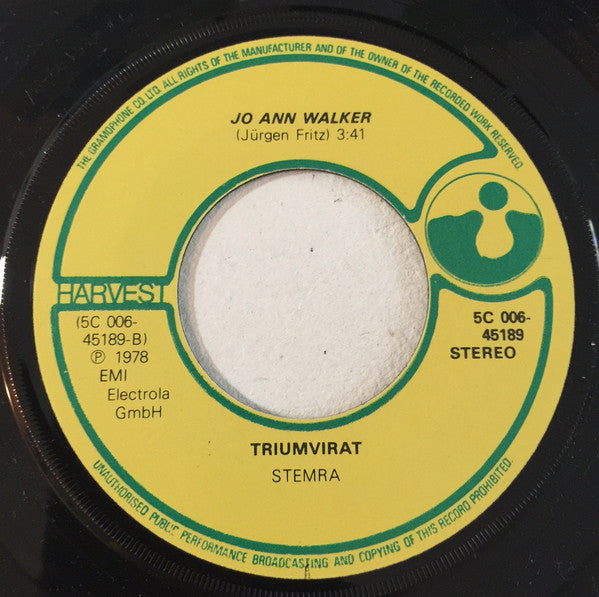 THE GRAMOPHONE CO. LTD. ALL RIGHTS OF THE MANUFACTURER AND OF THE OWNER OF THE RECORDED WORK RESERVED.
JO ANN WALKER
(Jürgen Fritz) 3:41
HARVEST
(5C 006-
45189-B)
Ⓟ 1978
EMI
Electrola
GmbH
5C 006-
45189
STEREO
TRIUMVIRAT
STEMRA
UNAUTHORISED PUBLIC PERFORMANCE BROADCASTING AND COPYING OF THIS RECORD PROHIBITED.